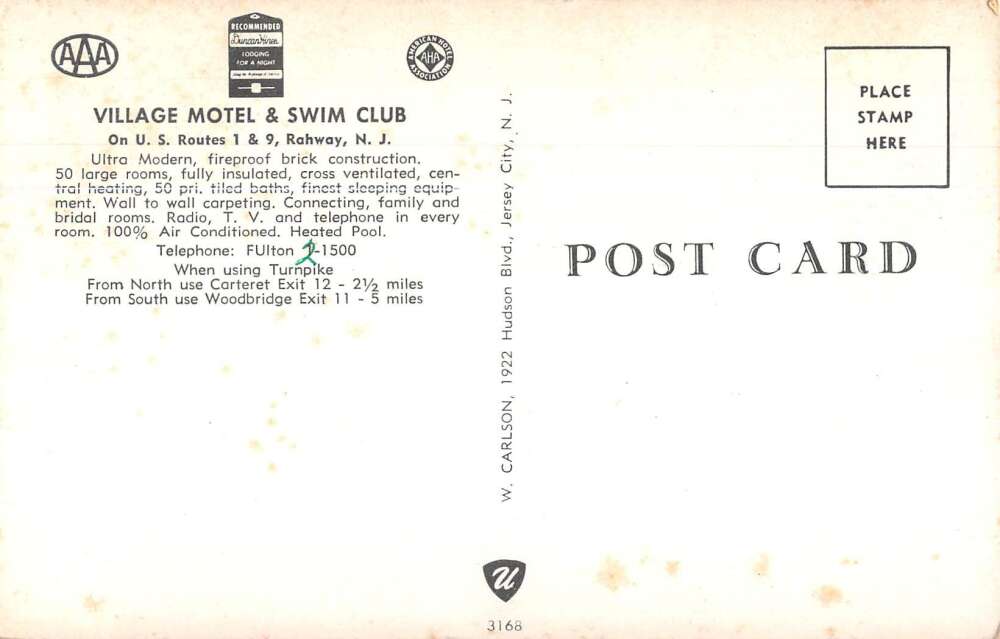 AAA
RECOMMENDED
Duncan Hines
LODGING
FOR A NIGHT
AMERICAN HOTEL
AHA
ASSOCIATION
VILLAGE MOTEL & SWIM CLUB
On U. S. Routes 1 & 9, Rahway, N. J.
Ultra Modern, fireproof brick construction.
50 large rooms, fully insulated, cross ventilated, cen-
tral heating, 50 pri. tiled baths, finest sleeping equip-
ment. Wall to wall carpeting. Connecting, family and
bridal rooms. Radio, T. V. and telephone in every
room. 100% Air Conditioned. Heated Pool.
Telephone: FUlton 2-1500
When using Turnpike
From North use Carteret Exit 12 - 2½ miles
From South use Woodbridge Exit 11 - 5 miles
W. CARLSON, 1922 Hudson Blvd., Jersey City, N. J.
U
3168
PLACE
STAMP
HERE
POST CARD